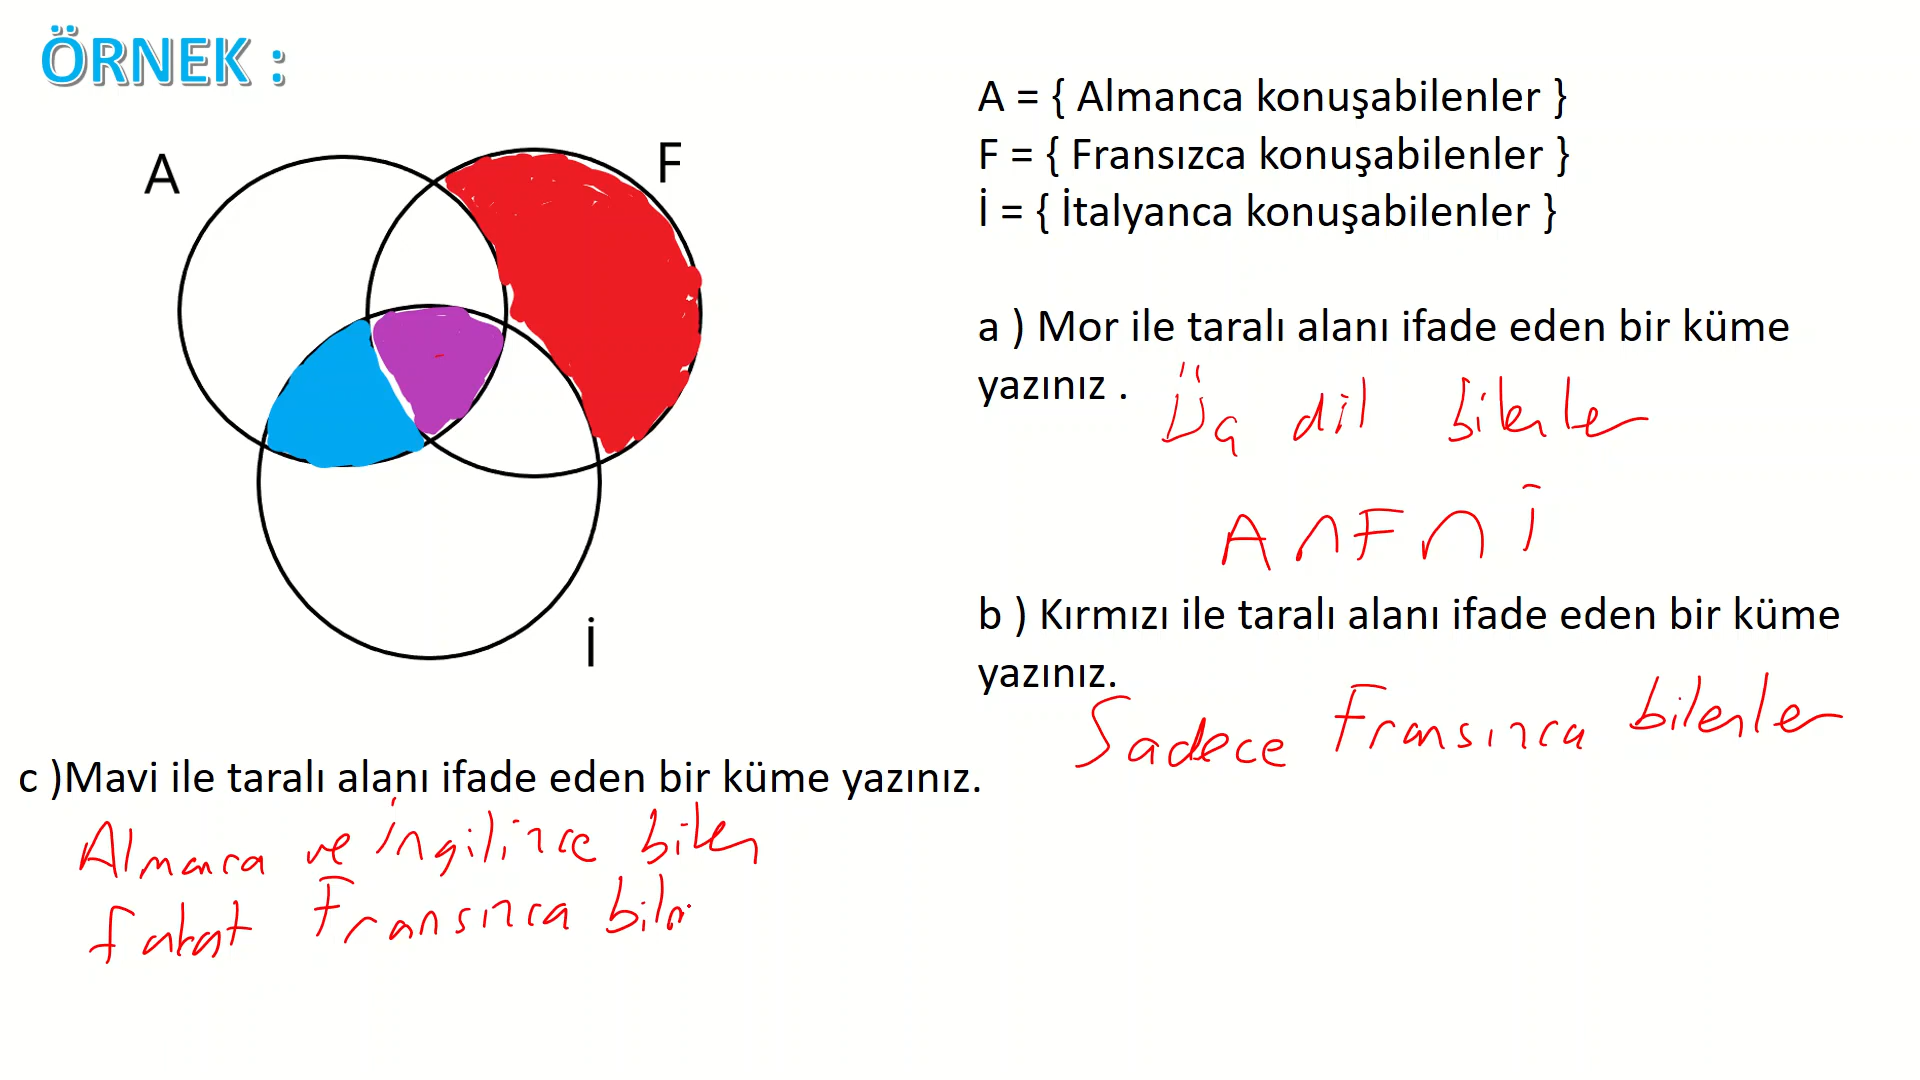 ÖRNEK :
A
F
İ
A = { Almanca konuşabilenler }
F = { Fransızca konuşabilenler }
İ = { İtalyanca konuşabilenler }
a ) Mor ile taralı alanı ifade eden bir küme
yazınız .
Üç dil bilenler
A ∩ F ∩ İ
b ) Kırmızı ile taralı alanı ifade eden bir küme
yazınız.
Sadece Fransızca bilenler
c )Mavi ile taralı alanı ifade eden bir küme yazınız.
Almanca ve İngilizce bilen
fakat Fransızca